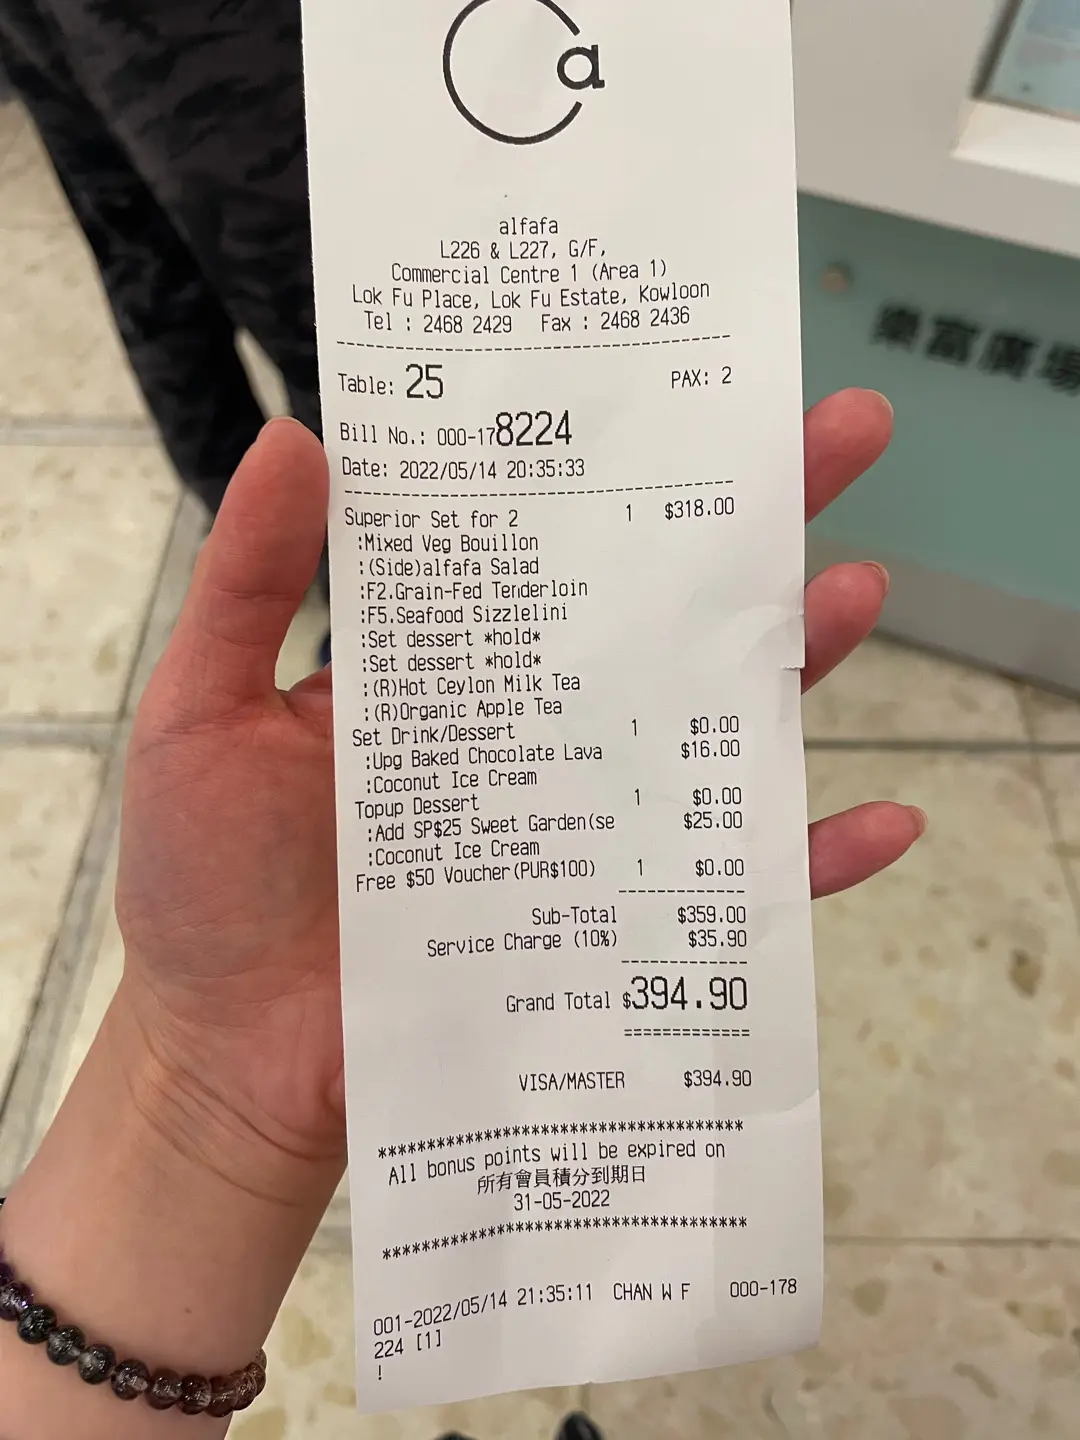 a
alfafa
L226 & L227, G/F,
Commercial Centre 1 (Area 1)
Lok Fu Place, Lok Fu Estate, Kowloon
Tel : 2468 2429 Fax : 2468 2436
Table: 25 PAX: 2
Bill No.: 000-178224
Date: 2022/05/14 20:35:33
Superior Set for 2 1 $318.00
:Mixed Veg Bouillon
:(Side)alfafa Salad
:F2.Grain-Fed Tenderloin
:F5.Seafood Sizzlelini
:Set dessert *hold*
:Set dessert *hold*
:(R)Hot Ceylon Milk Tea
:(R)Organic Apple Tea
Set Drink/Dessert 1 $0.00
:Upg Baked Chocolate Lava $16.00
:Coconut Ice Cream
Topup Dessert 1 $0.00
:Add SP$25 Sweet Garden(se $25.00
:Coconut Ice Cream
Free $50 Voucher(PUR$100) 1 $0.00
Sub-Total $359.00
Service Charge (10%) $35.90
Grand Total $394.90
=============
VISA/MASTER $394.90
*************************************
All bonus points will be expired on
所有會員積分到期日
31-05-2022
*************************************
001-2022/05/14 21:35:11 CHAN W F 000-178
224 [1]
!
樂富廣場